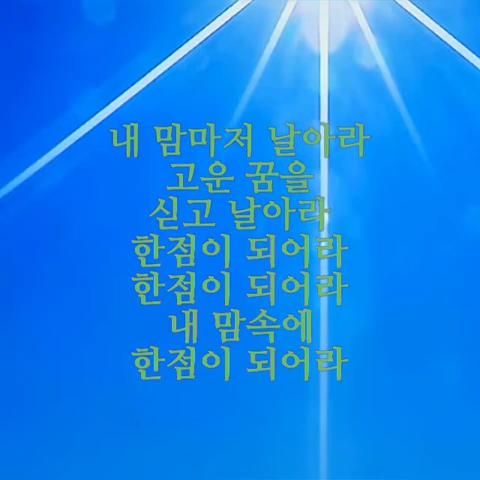 내 맘마저 날아라
고운 꿈을
싣고 날아라
한점이 되어라
한점이 되어라
내 맘속에
한점이 되어라